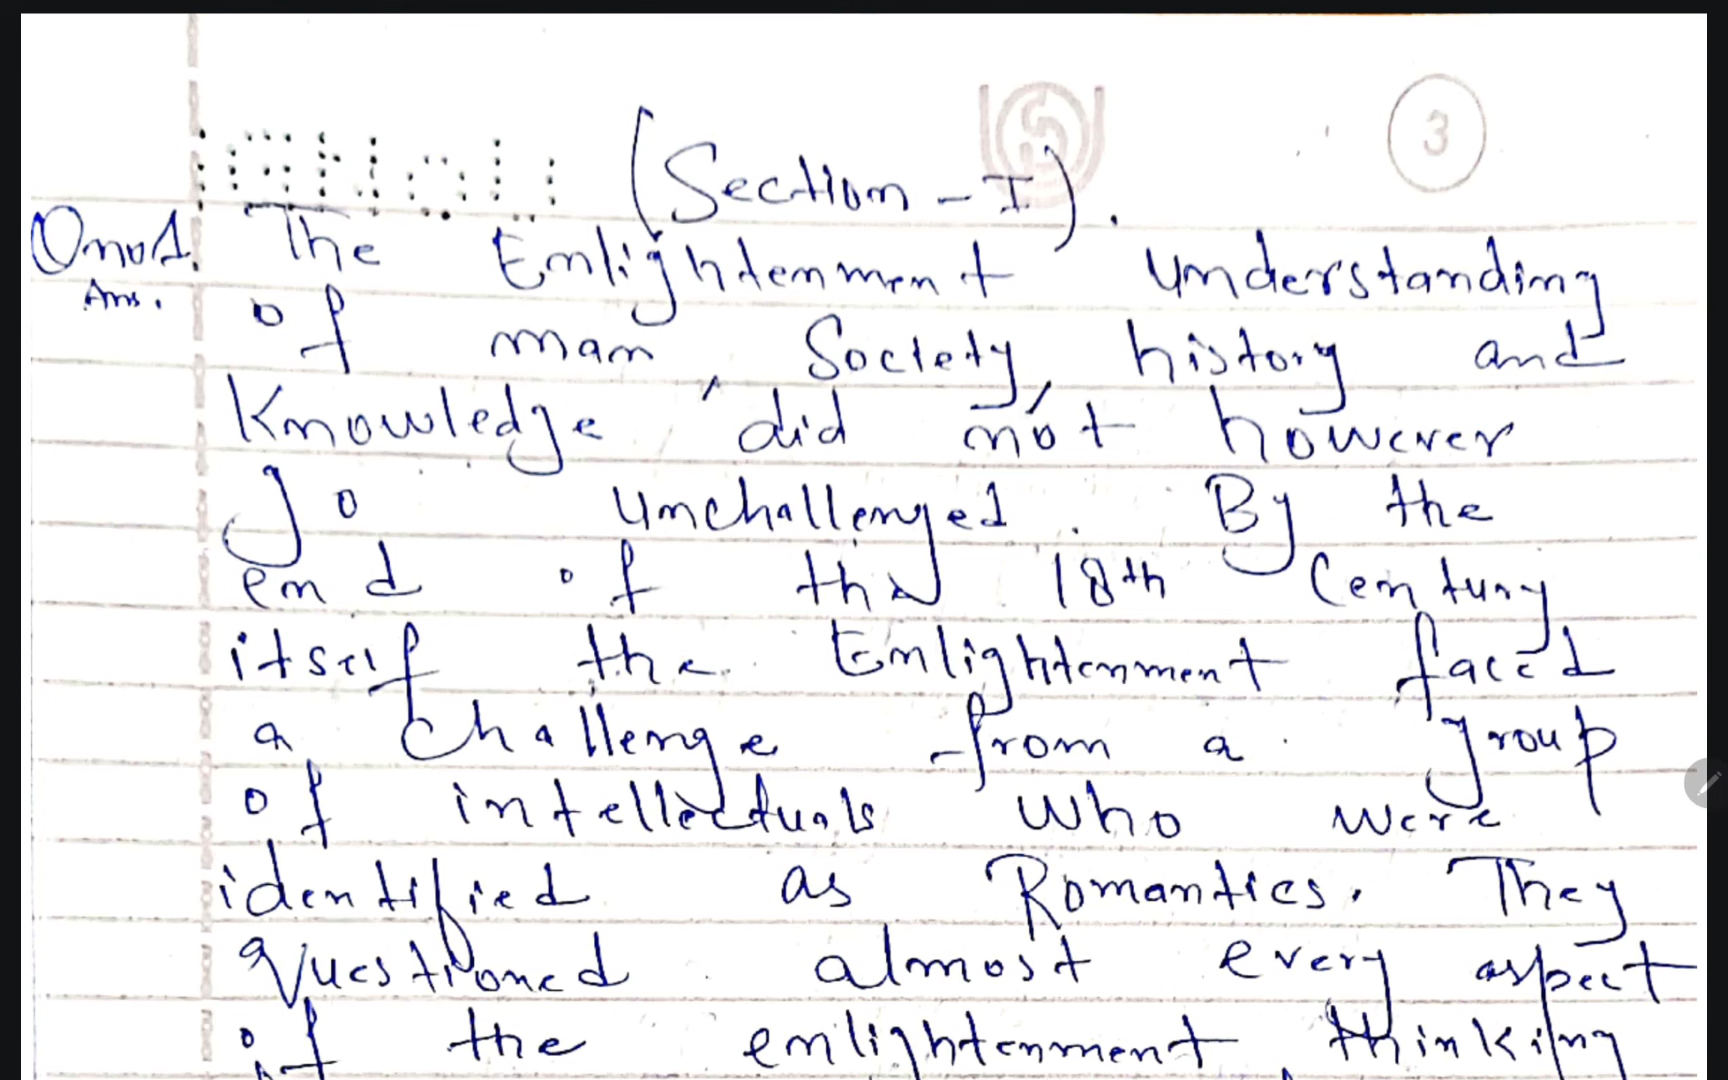 3
IGNOU (Section - I).
Qno1. The Enlightenment understanding
Ans. of man, Society, history and
Knowledge did not however
go unchallenged. By the
end of the 18th Century
itself the Enlightenment faced
a challenge from a group
of intellectuals who were
identified as Romantics. They
questioned almost every aspect
of the enlightenment thinking